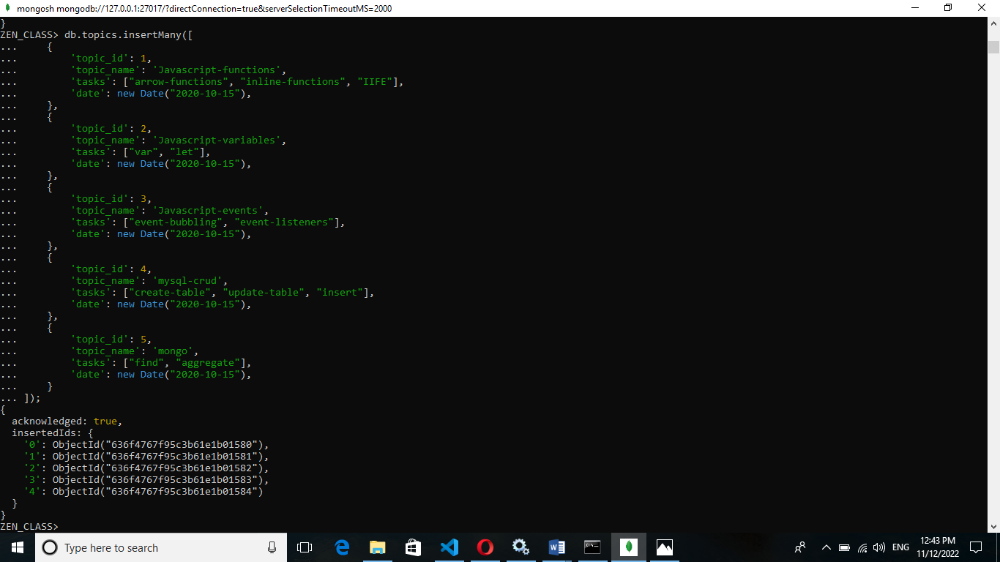 mongosh mongodb://127.0.0.1:27017/?directConnection=true&serverSelectionTimeoutMS=2000
}
ZEN_CLASS> db.topics.insertMany([
...     {
...         'topic_id': 1,
...         'topic_name': 'Javascript-functions',
...         'tasks': ["arrow-functions", "inline-functions", "IIFE"],
...         'date': new Date("2020-10-15"),
...     },
...     {
...         'topic_id': 2,
...         'topic_name': 'Javascript-variables',
...         'tasks': ["var", "let"],
...         'date': new Date("2020-10-15"),
...     },
...     {
...         'topic_id': 3,
...         'topic_name': 'Javascript-events',
...         'tasks': ["event-bubbling", "event-listeners"],
...         'date': new Date("2020-10-15"),
...     },
...     {
...         'topic_id': 4,
...         'topic_name': 'mysql-crud',
...         'tasks': ["create-table", "update-table", "insert"],
...         'date': new Date("2020-10-15"),
...     },
...     {
...         'topic_id': 5,
...         'topic_name': 'mongo',
...         'tasks': ["find", "aggregate"],
...         'date': new Date("2020-10-15"),
...     }
... ]);
{
  acknowledged: true,
  insertedIds: {
    '0': ObjectId("636f4767f95c3b61e1b01580"),
    '1': ObjectId("636f4767f95c3b61e1b01581"),
    '2': ObjectId("636f4767f95c3b61e1b01582"),
    '3': ObjectId("636f4767f95c3b61e1b01583"),
    '4': ObjectId("636f4767f95c3b61e1b01584")
  }
}
ZEN_CLASS>
Type here to search
ENG
12:43 PM
11/12/2022